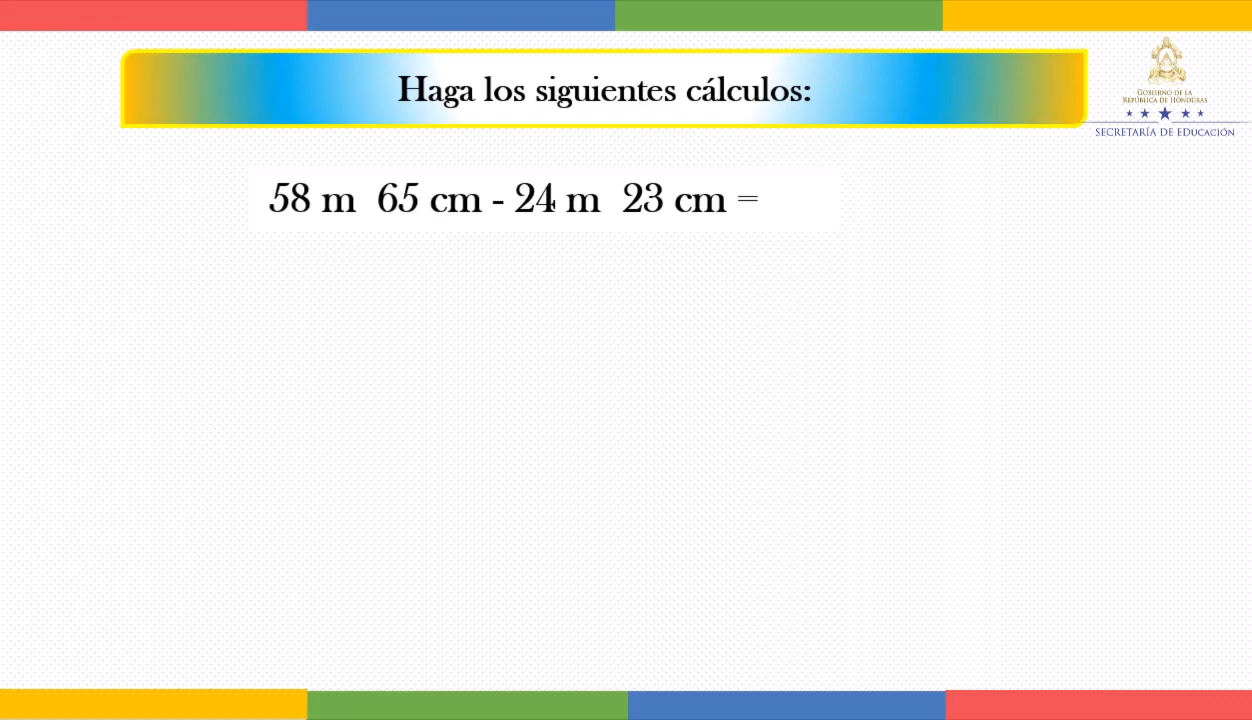 Haga los siguientes cálculos:
GOBIERNO DE LA
REPÚBLICA DE HONDURAS
SECRETARÍA DE EDUCACIÓN
58 m 65 cm - 24 m 23 cm =